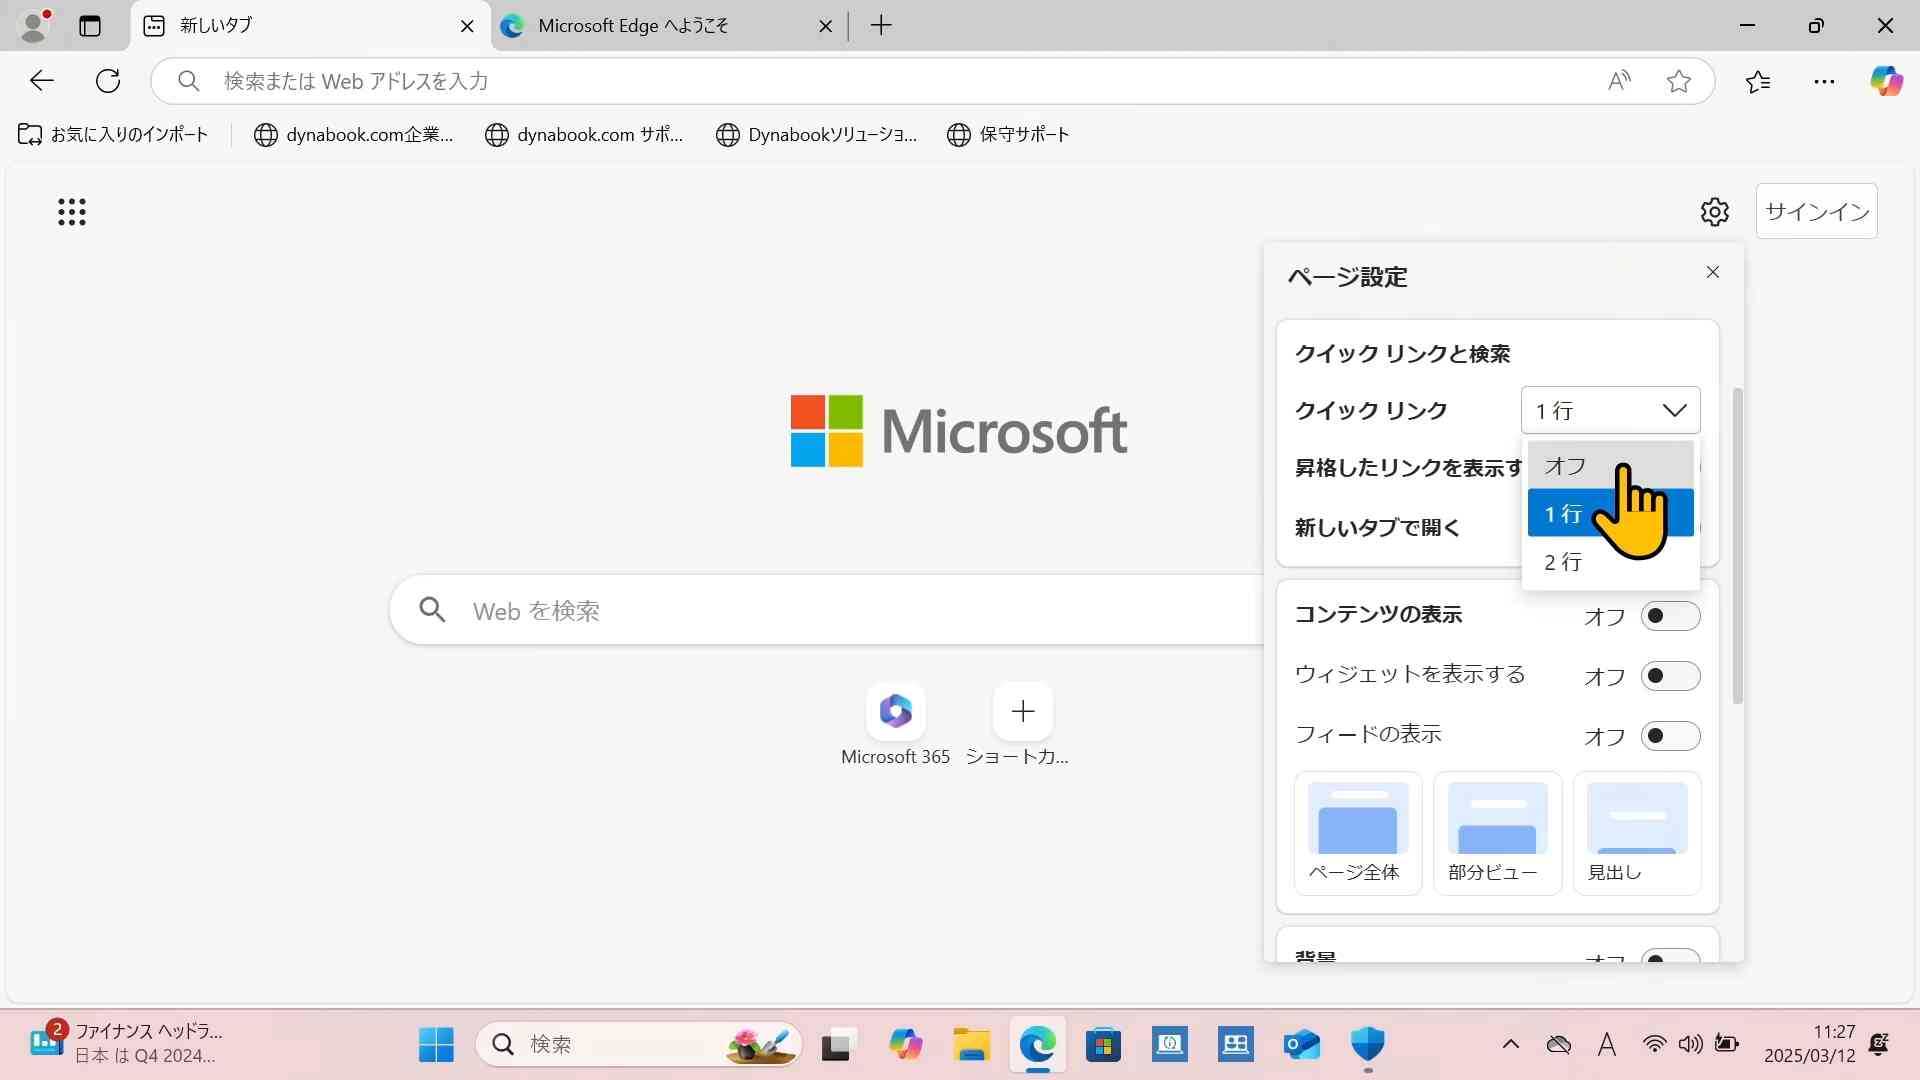 新しいタブ
Microsoft Edge へようこそ
検索または Web アドレスを入力
お気に入りのインポート
dynabook.com企業...
dynabook.com サポ...
Dynabookソリューショ...
保守サポート
サインイン
ページ設定
クイック リンクと検索
クイック リンク
1 行
昇格したリンクを表示す
オフ
1 行
新しいタブで開く
2 行
Microsoft
Web を検索
Microsoft 365
ショートカ...
コンテンツの表示
オフ
ウィジェットを表示する
オフ
フィードの表示
オフ
ページ全体
部分ビュー
見出し
背景
オフ
2
ファイナンス ヘッドラ...
日本 は Q4 2024...
検索
A
11:27
2025/03/12